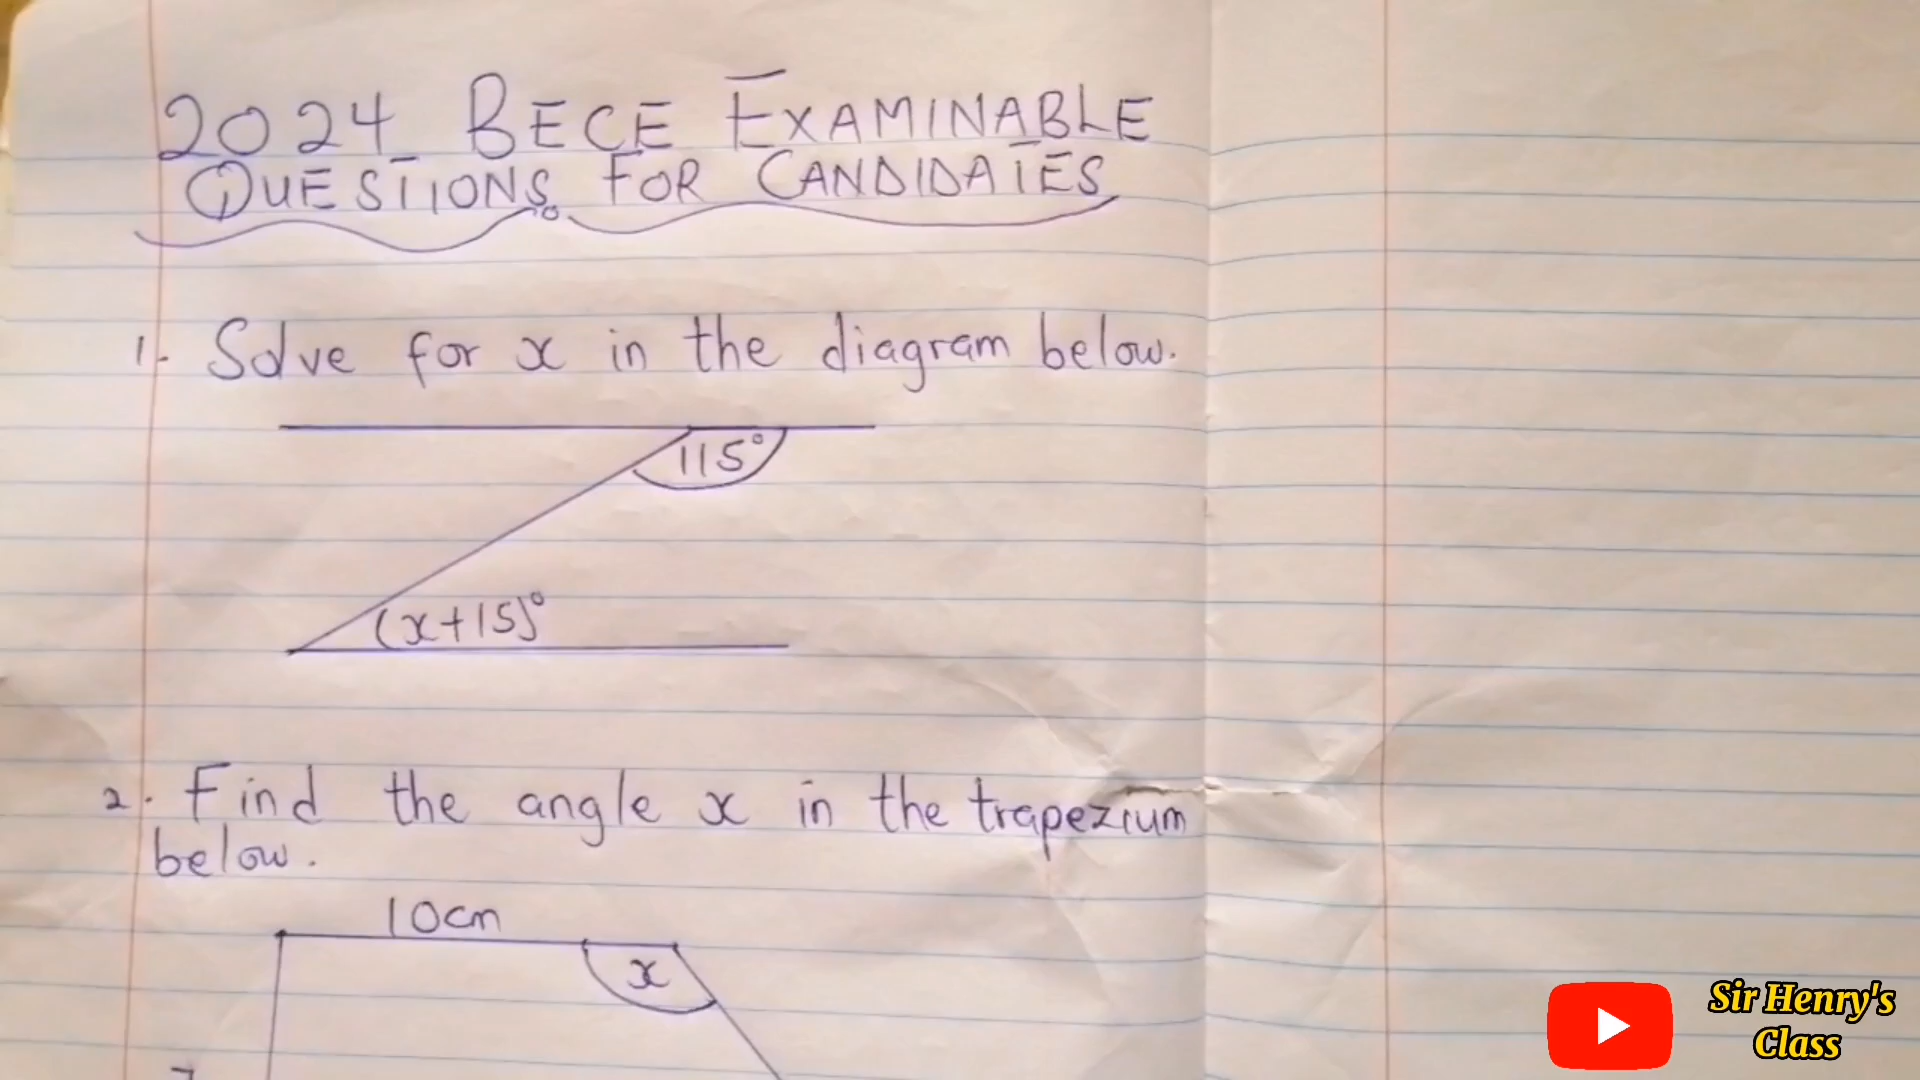 2024 BECE EXAMINABLE
QUESTIONS FOR CANDIDATES
1. Solve for x in the diagram below.
115°
(x+15)°
2. Find the angle x in the trapezium
below.
10cm
x
Sir Henry's
Class